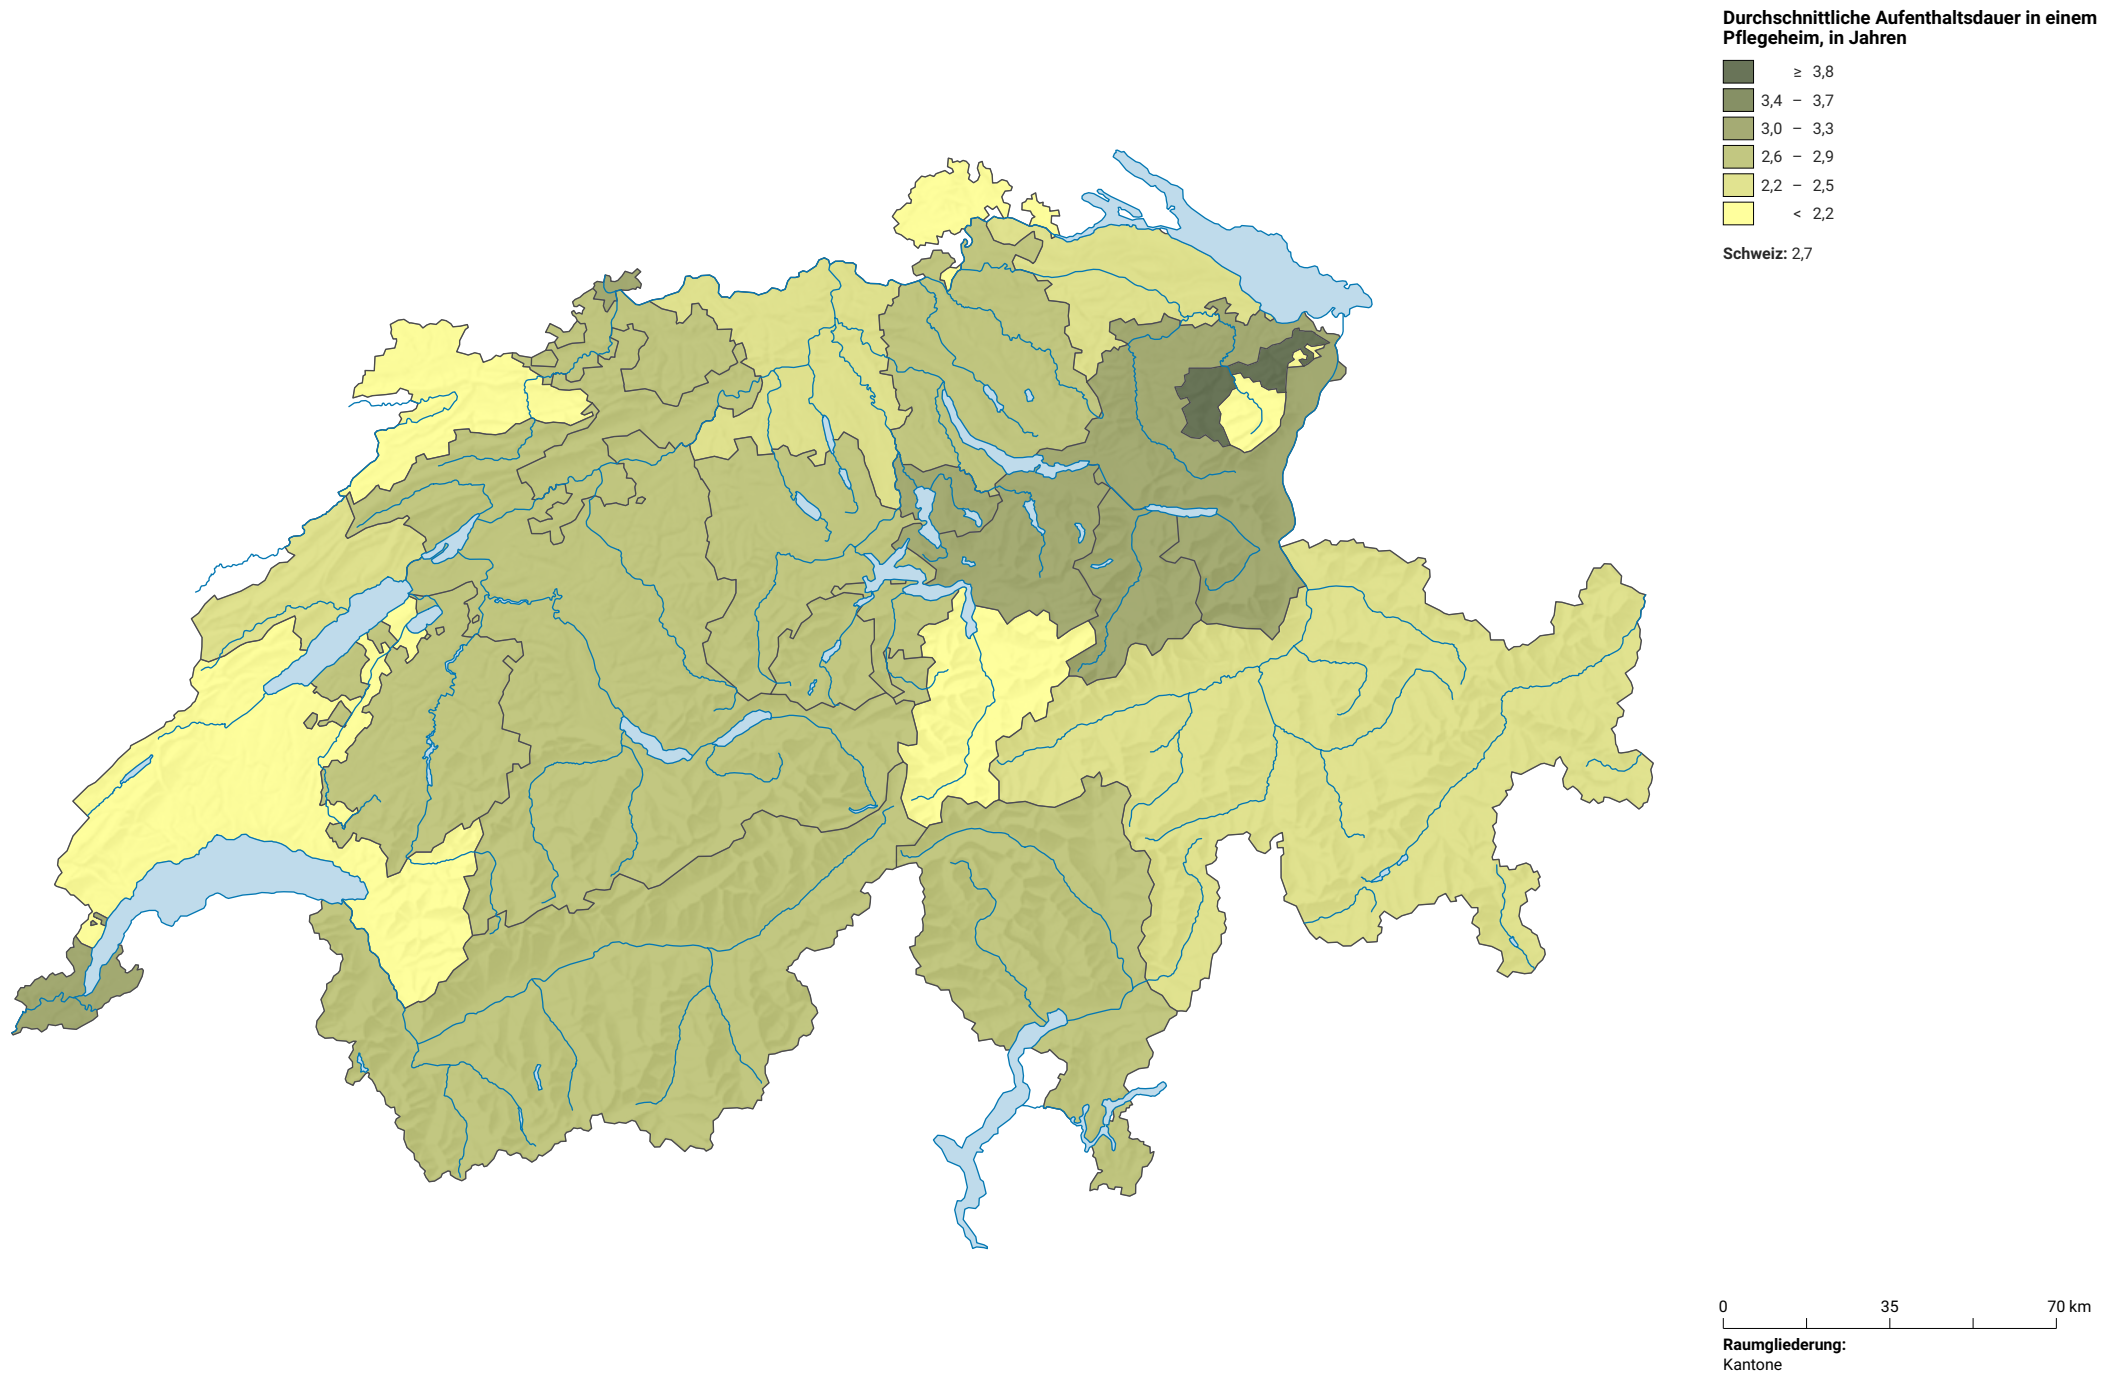 Durchschnittliche Aufenthaltsdauer in einem
Pflegeheim, in Jahren
≥ 3,8
3,4 – 3,7
3,0 – 3,3
2,6 – 2,9
2,2 – 2,5
< 2,2
Schweiz: 2,7
0 35 70 km
Raumgliederung:
Kantone